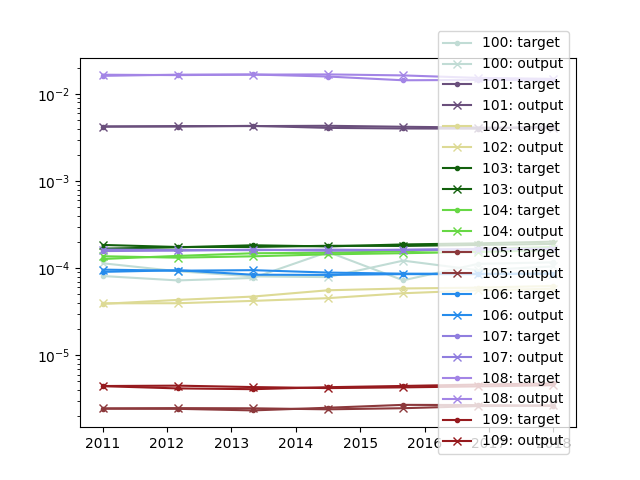 100: target
100: output
101: target
101: output
102: target
102: output
103: target
103: output
104: target
104: output
105: target
105: output
106: target
106: output
107: target
107: output
108: target
108: output
109: target
109: output
10⁻²
10⁻³
10⁻⁴
10⁻⁵
2011 2012 2013 2014 2015 2016 2017 2018